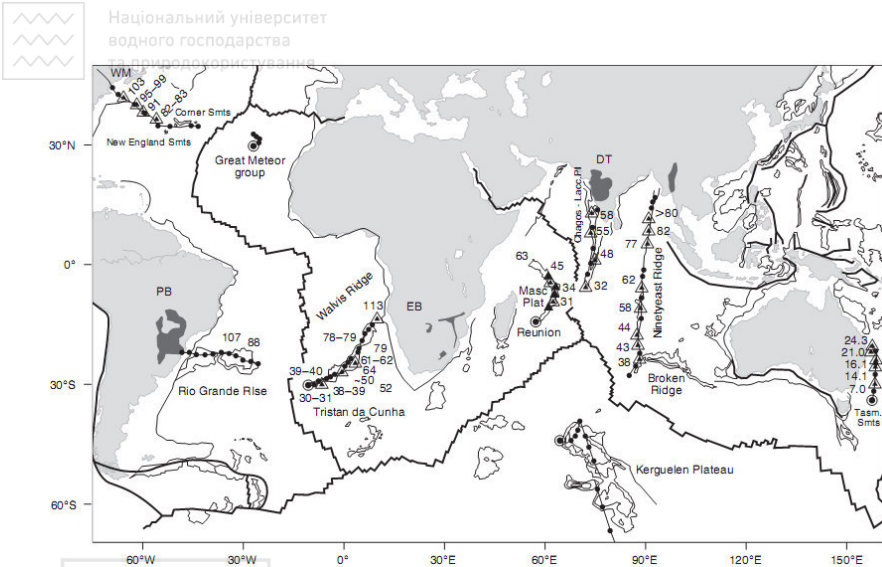 Національний університет
водного господарства
та природокористування
WM
103
95–99
91
82–83
Corner Smts
New England Smts
Great Meteor
group
30°N
0°
30°S
60°S
PB
107
88
Rio Grande RIse
Walvis Ridge
EB
113
78–79
79
61–62
64
~50
52
39–40
38–39
30–31
Tristan da Cunha
63
45
Masc
Plat
34
31
Reunion
DT
Chagos - Lacc.Pl
58
55
48
32
>80
82
77
62
58
44
43
38
Ninetyeast Ridge
Broken
Ridge
Kerguelen Plateau
24.3
21.0
16.1
14.1
7.0
Tasm.
Smts
60°W
30°W
0°
30°E
60°E
90°E
120°E
150°E